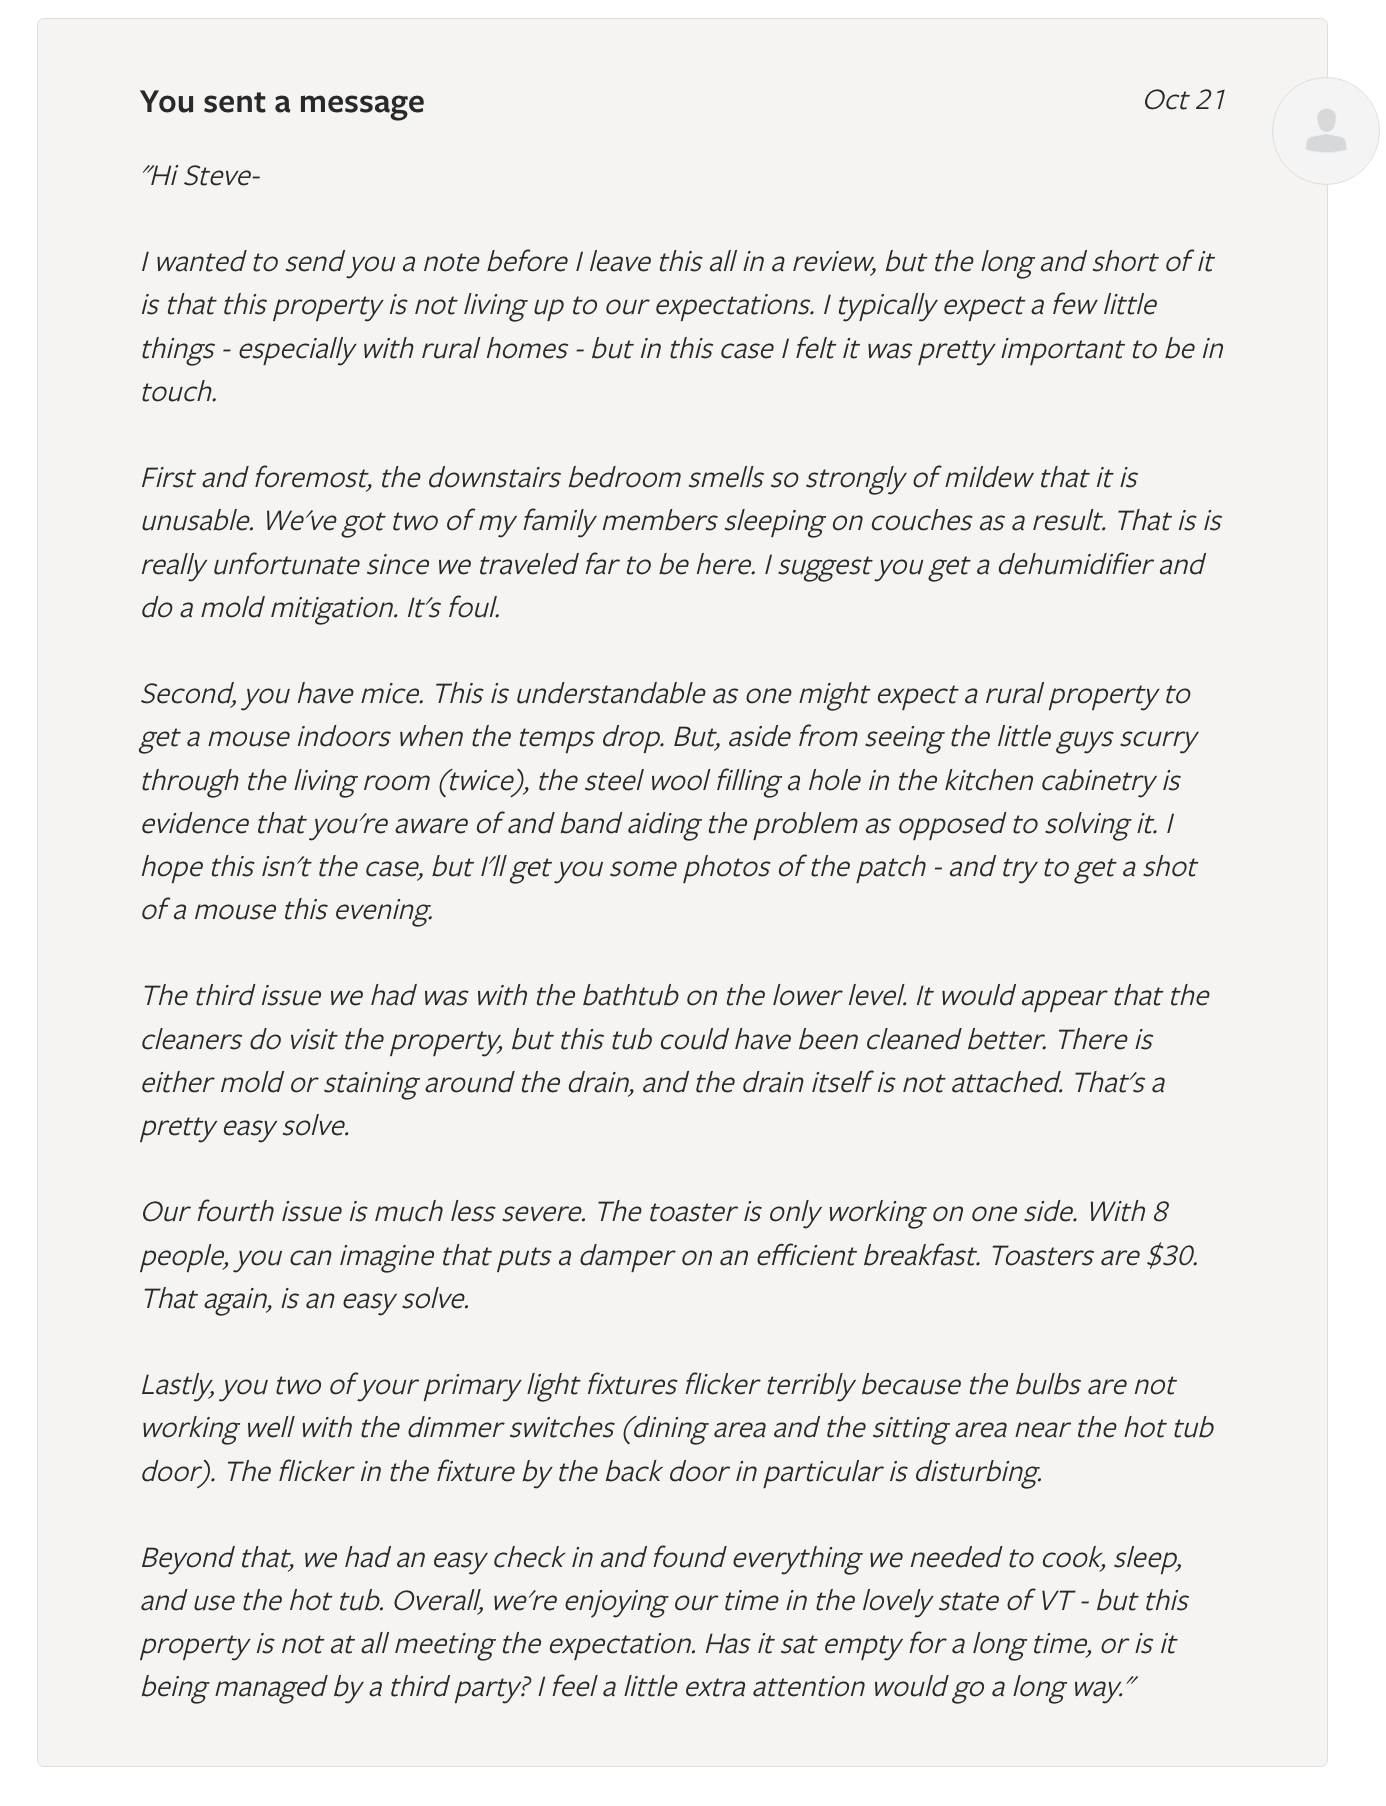 You sent a message
Oct 21
"Hi Steve-
I wanted to send you a note before I leave this all in a review, but the long and short of it
is that this property is not living up to our expectations. I typically expect a few little
things - especially with rural homes - but in this case I felt it was pretty important to be in
touch.
First and foremost, the downstairs bedroom smells so strongly of mildew that it is
unusable. We've got two of my family members sleeping on couches as a result. That is is
really unfortunate since we traveled far to be here. I suggest you get a dehumidifier and
do a mold mitigation. It's foul.
Second, you have mice. This is understandable as one might expect a rural property to
get a mouse indoors when the temps drop. But, aside from seeing the little guys scurry
through the living room (twice), the steel wool filling a hole in the kitchen cabinetry is
evidence that you're aware of and band aiding the problem as opposed to solving it. I
hope this isn't the case, but I'll get you some photos of the patch - and try to get a shot
of a mouse this evening.
The third issue we had was with the bathtub on the lower level. It would appear that the
cleaners do visit the property, but this tub could have been cleaned better. There is
either mold or staining around the drain, and the drain itself is not attached. That's a
pretty easy solve.
Our fourth issue is much less severe. The toaster is only working on one side. With 8
people, you can imagine that puts a damper on an efficient breakfast. Toasters are $30.
That again, is an easy solve.
Lastly, you two of your primary light fixtures flicker terribly because the bulbs are not
working well with the dimmer switches (dining area and the sitting area near the hot tub
door). The flicker in the fixture by the back door in particular is disturbing.
Beyond that, we had an easy check in and found everything we needed to cook, sleep,
and use the hot tub. Overall, we're enjoying our time in the lovely state of VT - but this
property is not at all meeting the expectation. Has it sat empty for a long time, or is it
being managed by a third party? I feel a little extra attention would go a long way."